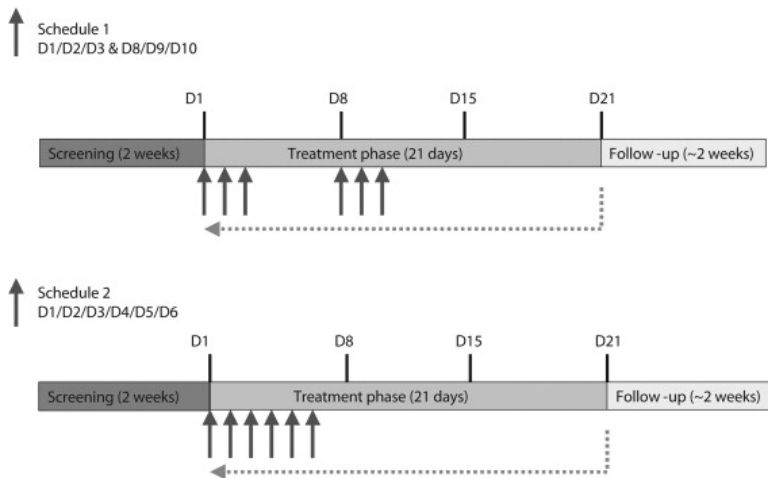 Schedule 1
D1/D2/D3 & D8/D9/D10
D1 D8 D15 D21
Screening (2 weeks) Treatment phase (21 days) Follow -up (~2 weeks)
Schedule 2
D1/D2/D3/D4/D5/D6
D1 D8 D15 D21
Screening (2 weeks) Treatment phase (21 days) Follow -up (~2 weeks)